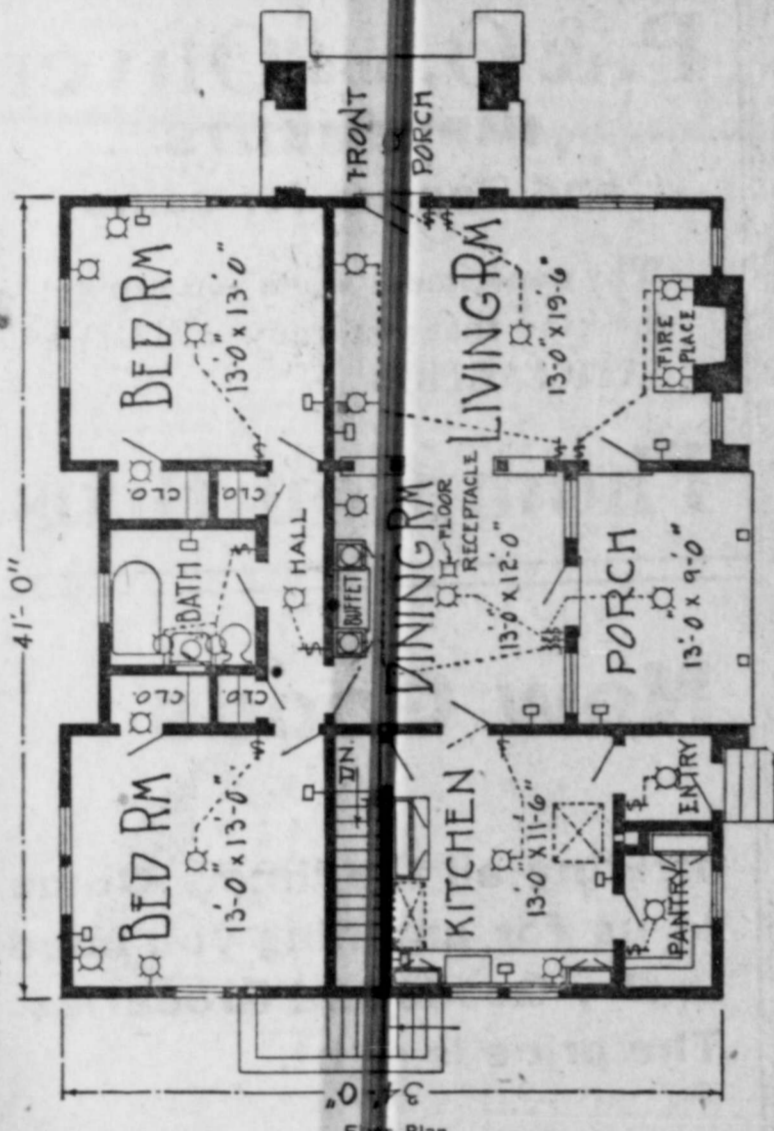 FRONT
PORCH
BED RM
13'-0" x 13'-0"
LIVING RM
13'-0" x 19'-6"
FIRE
PLACE
CLO.
CLO.
BATH
HALL
BUFFET
DINING RM
13'-0 x 12'-0"
FLOOR
RECEPTACLE
PORCH
13'-0 x 9'-0"
CLO.
CLO.
BED RM
13'-0" x 13'-0"
DN.
KITCHEN
13'-0" x 11'-6"
ENTRY
PANTRY
41'-0"
Plan